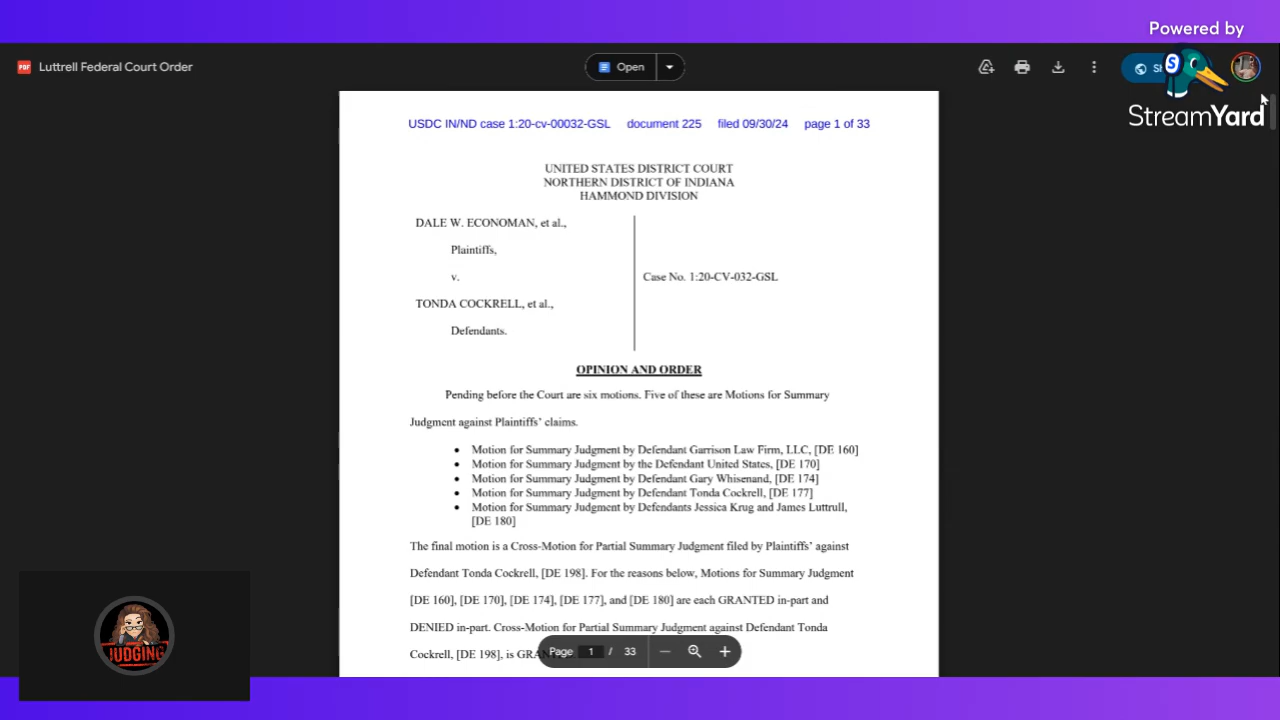 Powered by
StreamYard
Luttrell Federal Court Order
Open
USDC IN/ND case 1:20-cv-00032-GSL document 225 filed 09/30/24 page 1 of 33
UNITED STATES DISTRICT COURT
NORTHERN DISTRICT OF INDIANA
HAMMOND DIVISION
DALE W. ECONOMAN, et al.,
Plaintiffs,
v.
Case No. 1:20-CV-032-GSL
TONDA COCKRELL, et al.,
Defendants.
OPINION AND ORDER
Pending before the Court are six motions. Five of these are Motions for Summary
Judgment against Plaintiffs' claims.
• Motion for Summary Judgment by Defendant Garrison Law Firm, LLC, [DE 160]
• Motion for Summary Judgment by the Defendant United States, [DE 170]
• Motion for Summary Judgment by Defendant Gary Whisenand, [DE 174]
• Motion for Summary Judgment by Defendant Tonda Cockrell, [DE 177]
• Motion for Summary Judgment by Defendants Jessica Krug and James Luttrull,
[DE 180]
The final motion is a Cross-Motion for Partial Summary Judgment filed by Plaintiffs' against
Defendant Tonda Cockrell, [DE 198]. For the reasons below, Motions for Summary Judgment
[DE 160], [DE 170], [DE 174], [DE 177], and [DE 180] are each GRANTED in-part and
DENIED in-part. Cross-Motion for Partial Summary Judgment against Defendant Tonda
Cockrell, [DE 198], is
Page 1 / 33
JUDGING